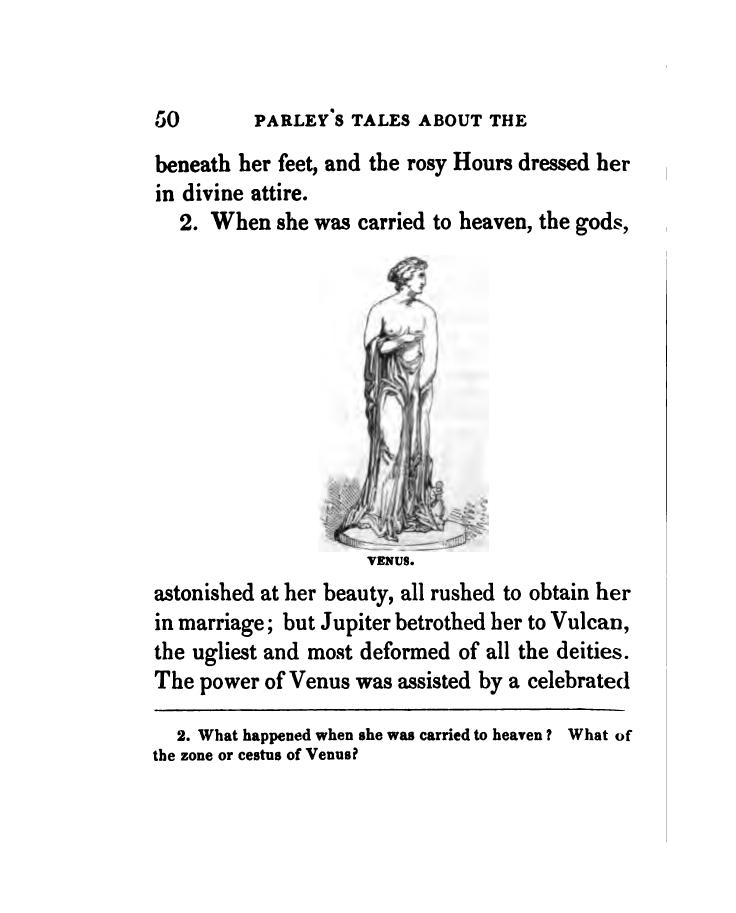 50 PARLEY'S TALES ABOUT THE
beneath her feet, and the rosy Hours dressed her
in divine attire.
2. When she was carried to heaven, the gods,
VENUS.
astonished at her beauty, all rushed to obtain her
in marriage; but Jupiter betrothed her to Vulcan,
the ugliest and most deformed of all the deities.
The power of Venus was assisted by a celebrated
2. What happened when she was carried to heaven? What of
the zone or cestus of Venus?